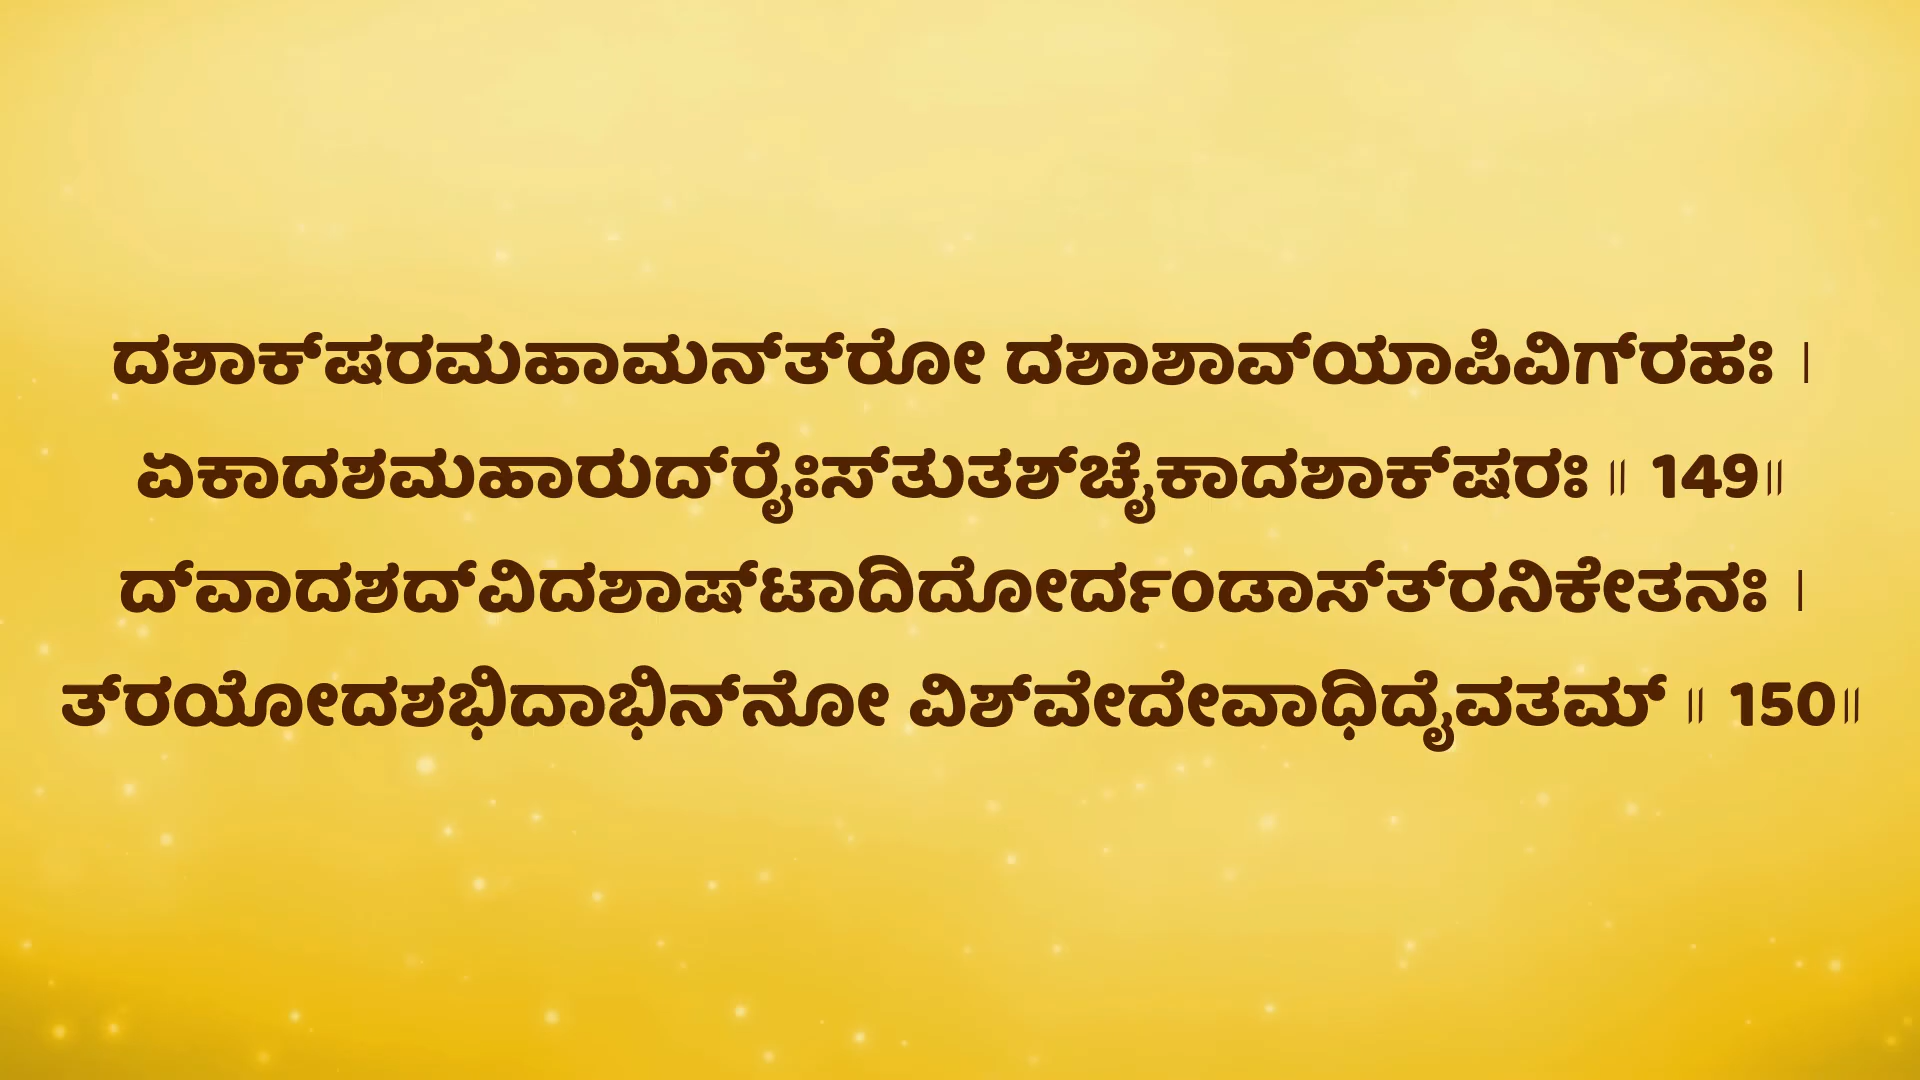 ದಶಾಕ್‌ಷರಮಹಾಮನ್‌ತ್‌ರೋ ದಶಾಶಾವ್‌ಯಾಪಿವಿಗ್‌ರಹಃ ।
ಏಕಾದಶಮಹಾರುದ್‌ರೈಃಸ್‌ತುತಶ್‌ಚೈಕಾದಶಾಕ್‌ಷರಃ ॥ 149॥
ದ್‌ವಾದಶದ್‌ವಿದಶಾಷ್‌ಟಾದಿದೋರ್ದಂಡಾಸ್‌ತ್‌ರನಿಕೇತನಃ ।
ತ್‌ರಯೋದಶಭಿದಾಭಿನ್‌ನೋ ವಿಶ್‌ವೇದೇವಾಧಿದೈವತಮ್ ॥ 150॥